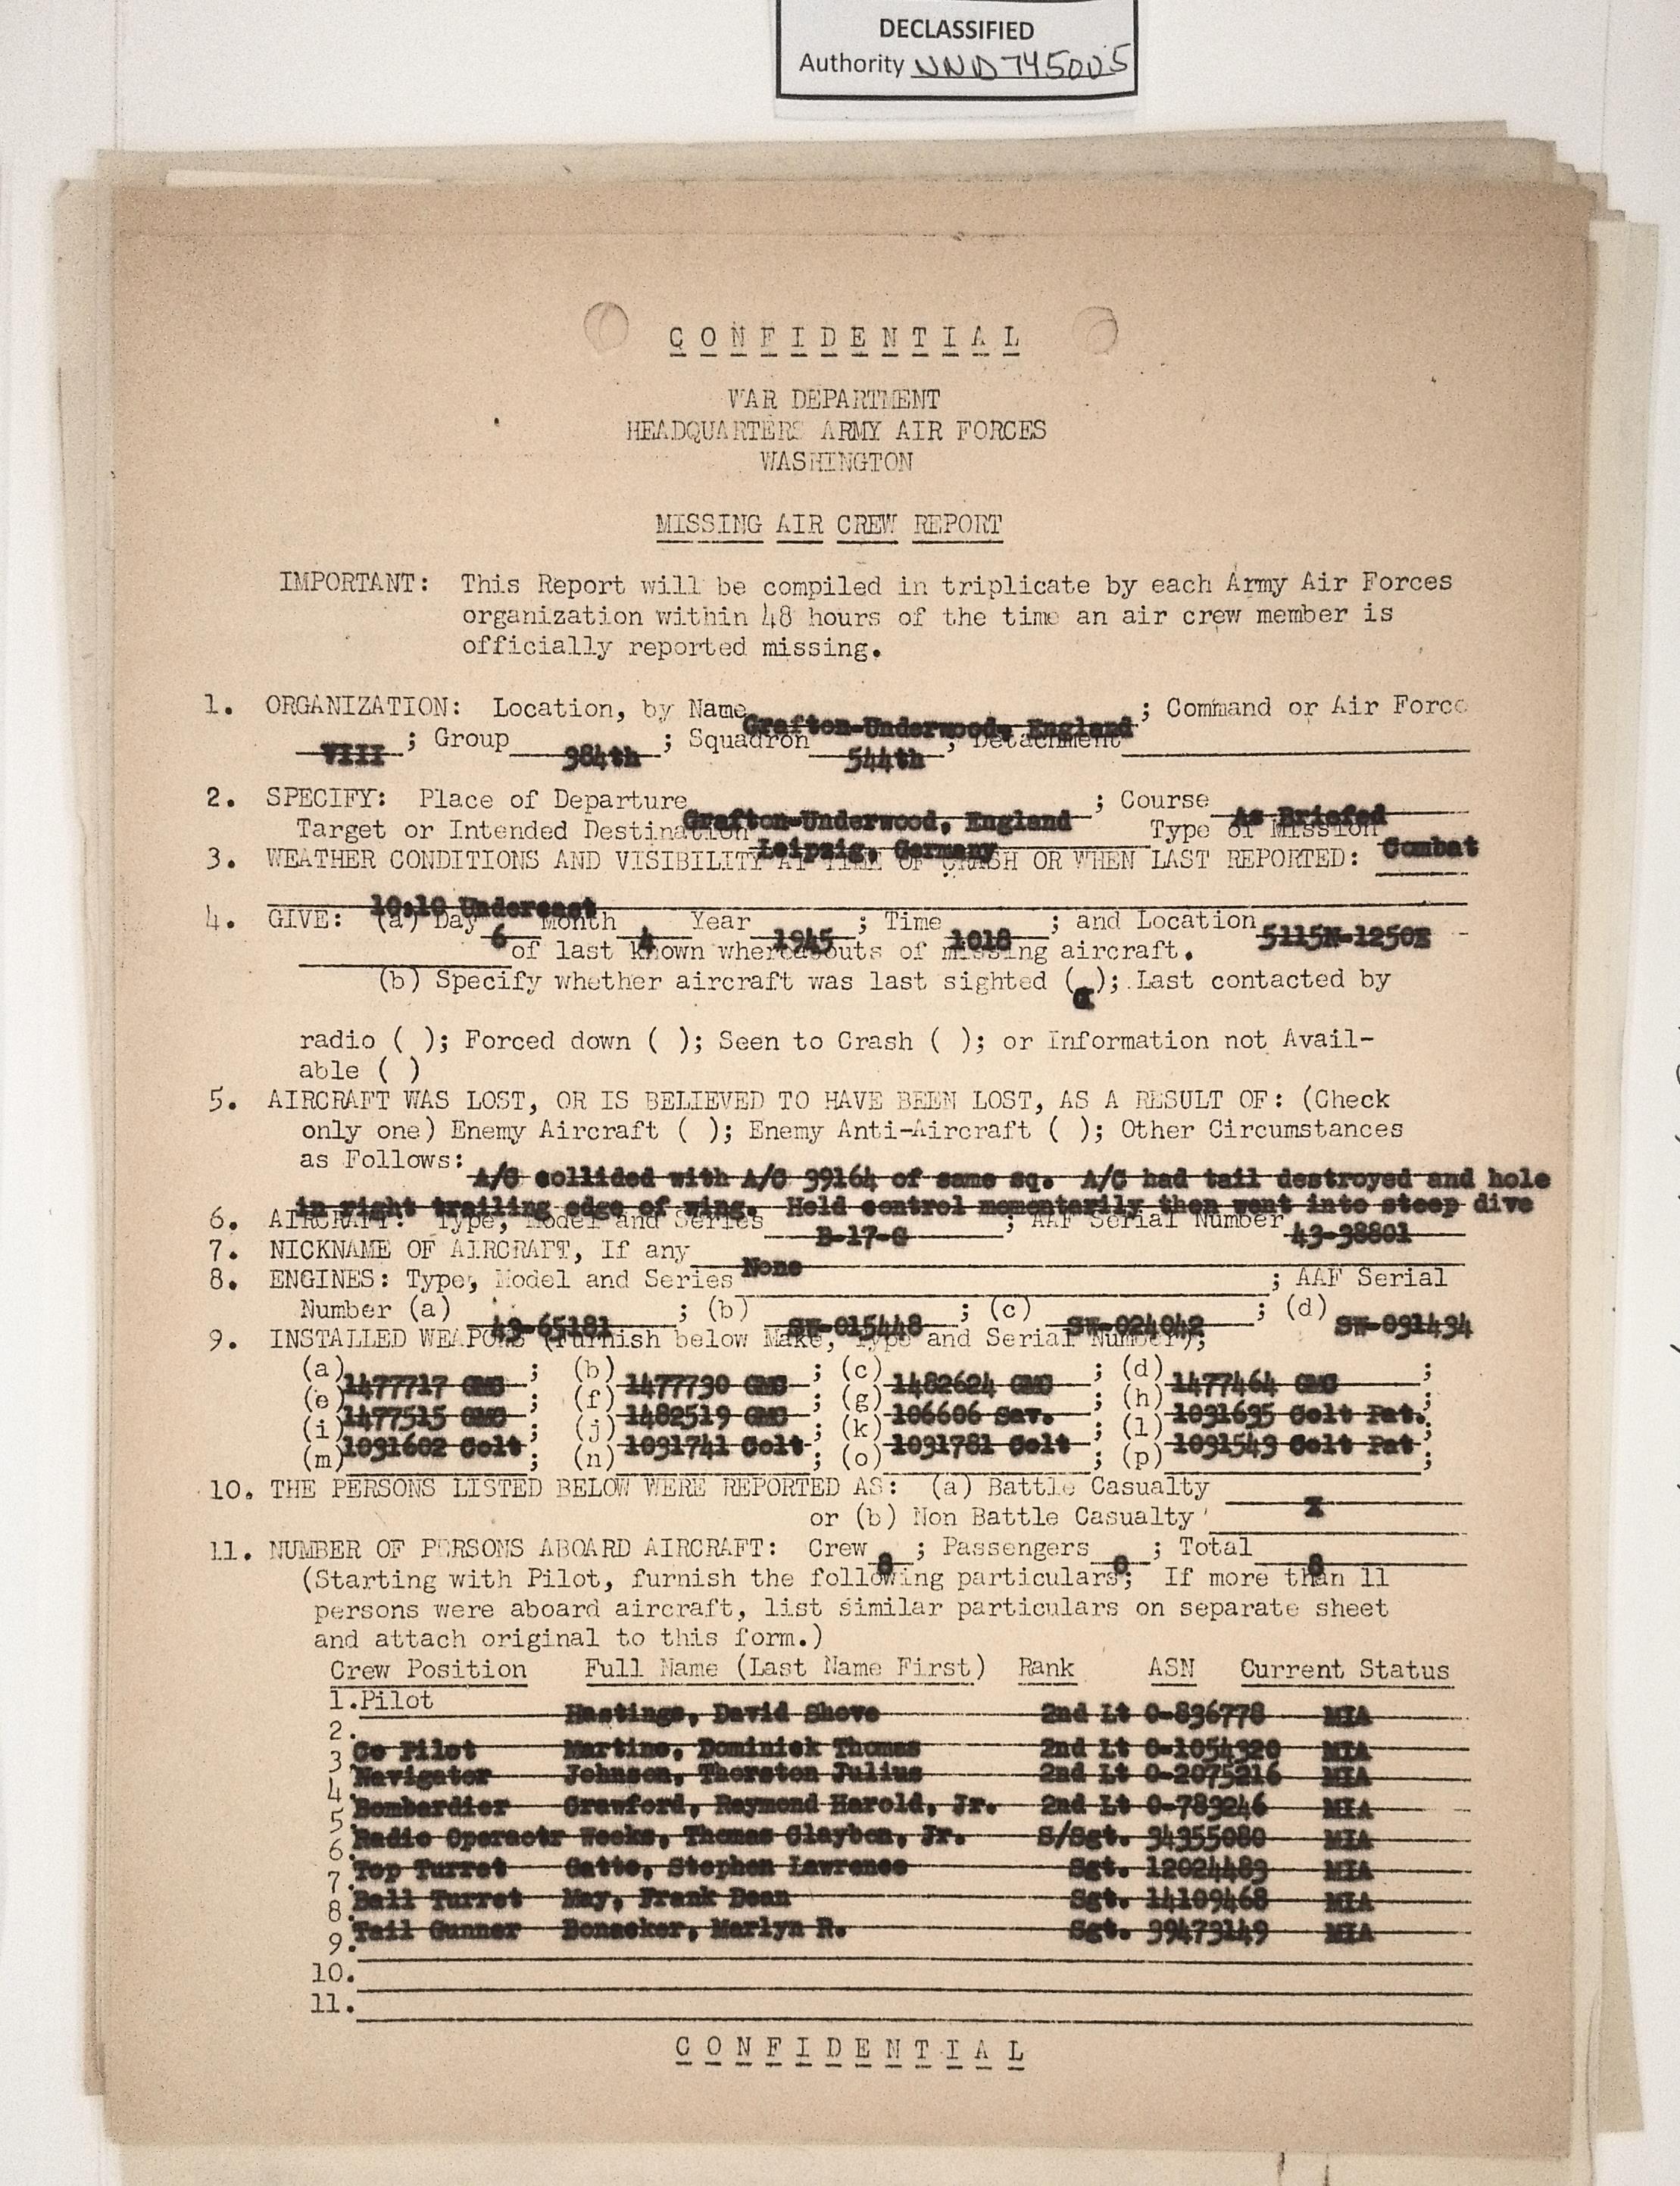 DECLASSIFIED
Authority NND 745005
CONFIDENTIAL
WAR DEPARTMENT
HEADQUARTERS ARMY AIR FORCES
WASHINGTON
MISSING AIR CREW REPORT
IMPORTANT: This Report will be compiled in triplicate by each Army Air Forces
organization within 48 hours of the time an air crew member is
officially reported missing.
1. ORGANIZATION: Location, by Name Grafton-Underwood, England ; Command or Air Force
VIII ; Group 384th ; Squadron 544th ; Detachment
2. SPECIFY: Place of Departure Grafton-Underwood, England ; Course As Briefed
Target or Intended Destination Leipzig, Germany Type of Mission Combat
3. WEATHER CONDITIONS AND VISIBILITY AT TIME OF CRASH OR WHEN LAST REPORTED:
10:10 Undercast
4. GIVE: (a) Day 6 Month 4 Year 1945 ; Time 1018 ; and Location 5115N-1250E
of last known whereabouts of missing aircraft.
(b) Specify whether aircraft was last sighted ( ); Last contacted by
radio ( ); Forced down ( ); Seen to Crash ( ); or Information not Avail-
able ( )
5. AIRCRAFT WAS LOST, OR IS BELIEVED TO HAVE BEEN LOST, AS A RESULT OF: (Check
only one) Enemy Aircraft ( ); Enemy Anti-Aircraft ( ); Other Circumstances
as Follows: A/C collided with A/C 39164 of same sq. A/C had tail destroyed and hole
in right trailing edge of wing. Held control momentarily then went into steep dive
6. AIRCRAFT: Type, Model and Series B-17-G ; AAF Serial Number 43-38801
7. NICKNAME OF AIRCRAFT, If any None
8. ENGINES: Type, Model and Series ; AAF Serial
Number (a) 43-65181 ; (b) SW-015448 ; (c) SW-024042 ; (d) SW-091494
9. INSTALLED WEAPONS (Furnish below Make, Type and Serial Number);
(a) 1477717 GMC ; (b) 1477730 GMC ; (c) 1482624 GMC ; (d) 1477464 GMC ;
(e) 1477515 GMC ; (f) 1482519 GMC ; (g) 106606 Sav. ; (h) 1031695 Colt Pat. ;
(i) 1031602 Colt ; (j) 1031741 Colt ; (k) 1031781 Colt ; (l) 1031543 Colt Pat ;
(m) ; (n) ; (o) ; (p) ;
10. THE PERSONS LISTED BELOW WERE REPORTED AS: (a) Battle Casualty x
or (b) Non Battle Casualty
11. NUMBER OF PERSONS ABOARD AIRCRAFT: Crew 8 ; Passengers 0 ; Total 8
(Starting with Pilot, furnish the following particulars; If more than 11
persons were aboard aircraft, list similar particulars on separate sheet
and attach original to this form.)
Crew Position Full Name (Last Name First) Rank ASN Current Status
1. Pilot Hastings, David Shove 2nd Lt O-836778 MIA
2. Co Pilot Martino, Dominick Thomas 2nd Lt O-1054320 MIA
3. Navigator Johnson, Thorston Julius 2nd Lt O-2075216 MIA
4. Bombardier Crawford, Raymond Harold, Jr. 2nd Lt O-783246 MIA
5. Radio Operaotr Weeks, Thomas Claybon, Jr. S/Sgt. 34355080 MIA
6. Top Turret Gatto, Stephen Lawrence Sgt. 12024483 MIA
7. Ball Turret May, Frank Dean Sgt. 14109468 MIA
8. Tail Gunner Bonacker, Marlyn R. Sgt. 39473149 MIA
9.
10.
11.
CONFIDENTIAL